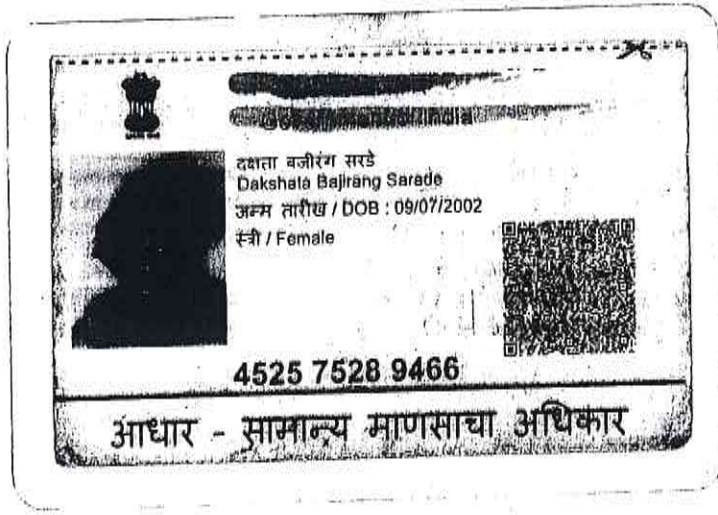 India
दक्षता बजीरंग सरडे
Dakshata Bajirang Sarade
जन्म तारीख / DOB : 09/07/2002
स्त्री / Female
4525 7528 9466
आधार - सामान्य माणसाचा अधिकार